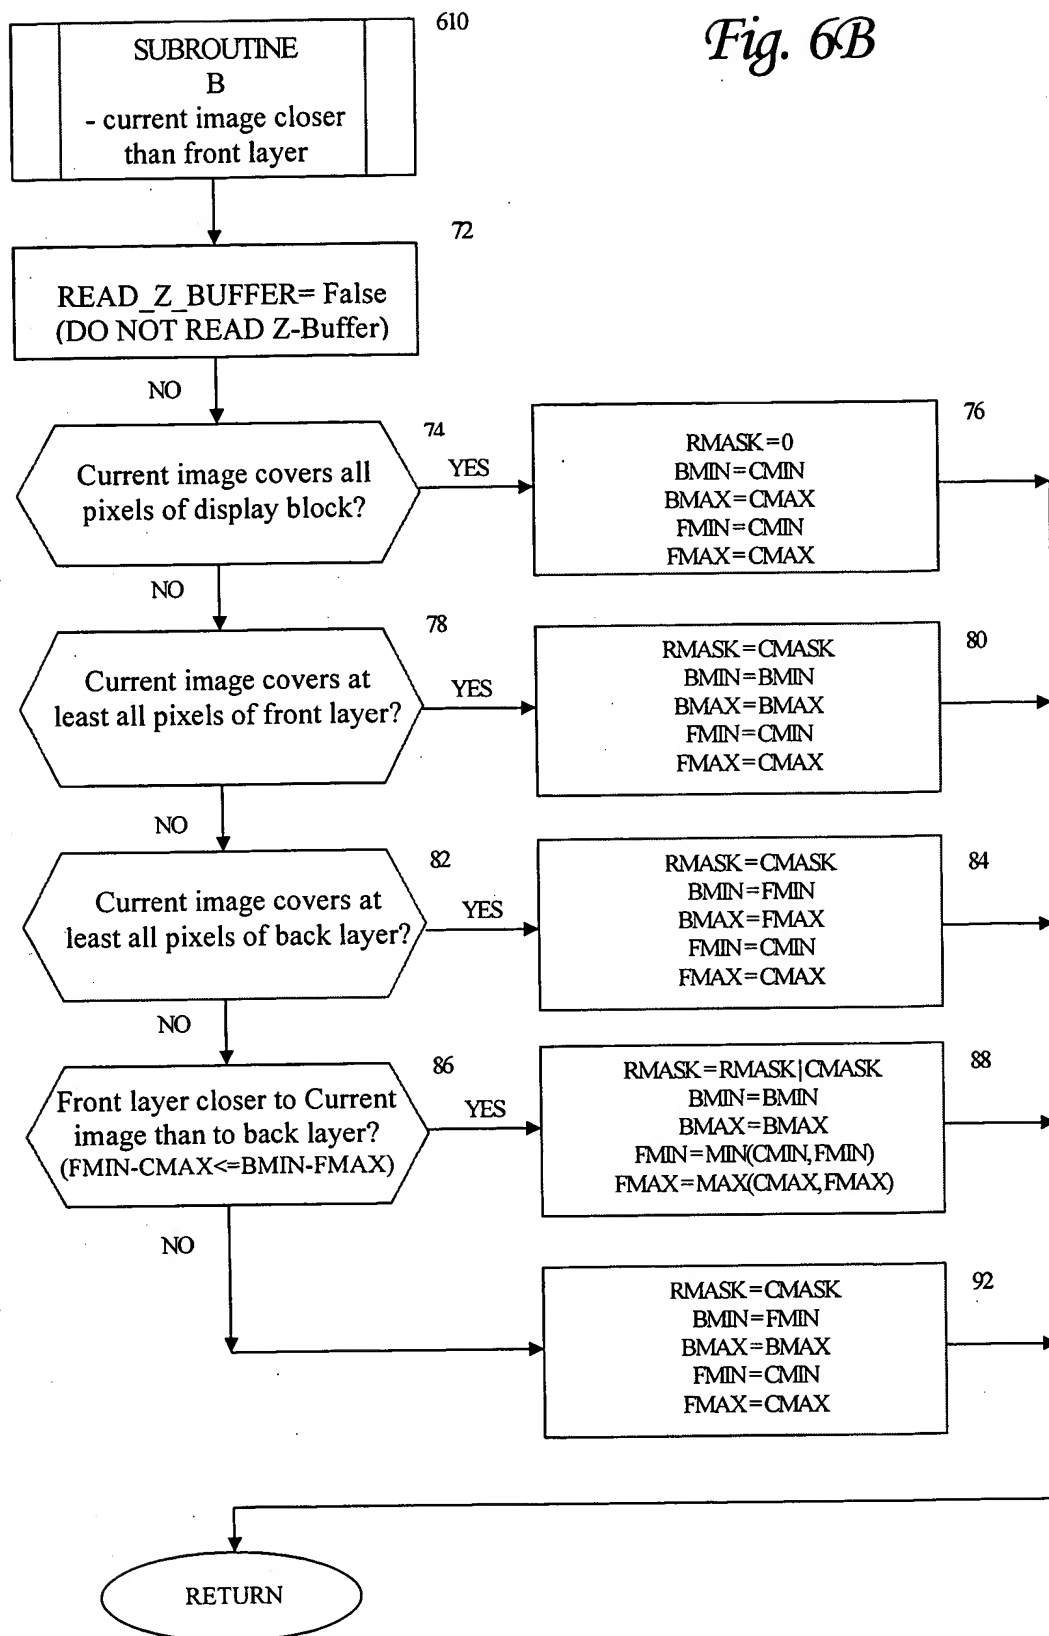 610
Fig. 6B
SUBROUTINE
B
- current image closer
than front layer
72
READ_Z_BUFFER= False
(DO NOT READ Z-Buffer)
NO
74
Current image covers all
pixels of display block?
YES
76
RMASK=0
BMIN=CMIN
BMAX=CMAX
FMIN=CMIN
FMAX=CMAX
NO
78
Current image covers at
least all pixels of front layer?
YES
80
RMASK=CMASK
BMIN=BMIN
BMAX=BMAX
FMIN=CMIN
FMAX=CMAX
NO
82
Current image covers at
least all pixels of back layer?
YES
84
RMASK=CMASK
BMIN=FMIN
BMAX=FMAX
FMIN=CMIN
FMAX=CMAX
NO
86
Front layer closer to Current
image than to back layer?
(FMIN-CMAX<=BMIN-FMAX)
YES
88
RMASK=RMASK|CMASK
BMIN=BMIN
BMAX=BMAX
FMIN=MIN(CMIN,FMIN)
FMAX=MAX(CMAX,FMAX)
NO
92
RMASK=CMASK
BMIN=FMIN
BMAX=BMAX
FMIN=CMIN
FMAX=CMAX
RETURN